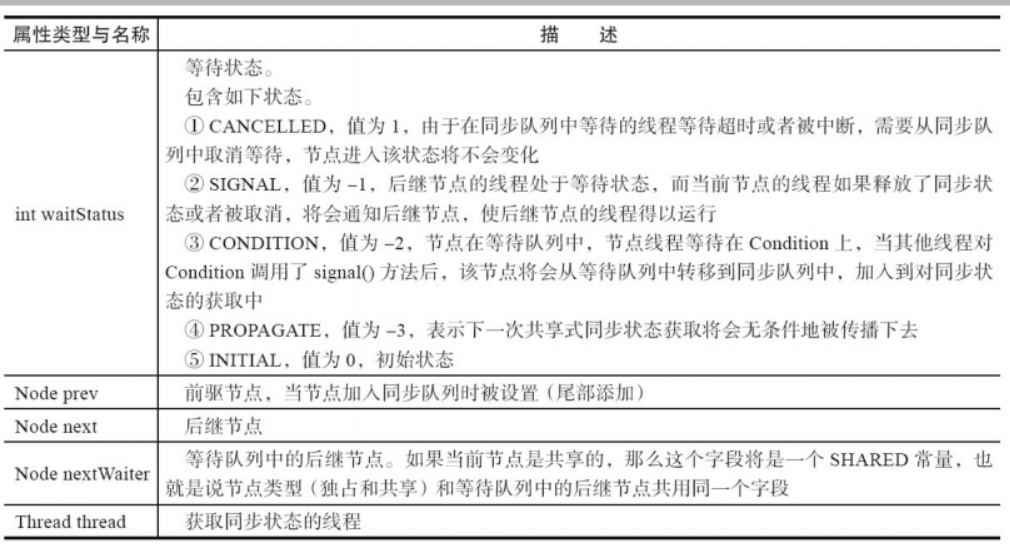 属性类型与名称 描 述
等待状态。
包含如下状态。
① CANCELLED，值为 1，由于在同步队列中等待的线程等待超时或者被中断，需要从同步队
列中取消等待，节点进入该状态将不会变化
② SIGNAL，值为 –1，后继节点的线程处于等待状态，而当前节点的线程如果释放了同步状
int waitStatus 态或者被取消，将会通知后继节点，使后继节点的线程得以运行
③ CONDITION，值为 –2，节点在等待队列中，节点线程等待在 Condition 上，当其他线程对
Condition 调用了 signal() 方法后，该节点将会从等待队列中转移到同步队列中，加入到对同步状
态的获取中
④ PROPAGATE，值为 –3，表示下一次共享式同步状态获取将会无条件地被传播下去
⑤ INITIAL，值为 0，初始状态
Node prev 前驱节点，当节点加入同步队列时被设置（尾部添加）
Node next 后继节点
Node nextWaiter 等待队列中的后继节点。如果当前节点是共享的，那么这个字段将是一个 SHARED 常量，也
就是说节点类型（独占和共享）和等待队列中的后继节点共用同一个字段
Thread thread 获取同步状态的线程